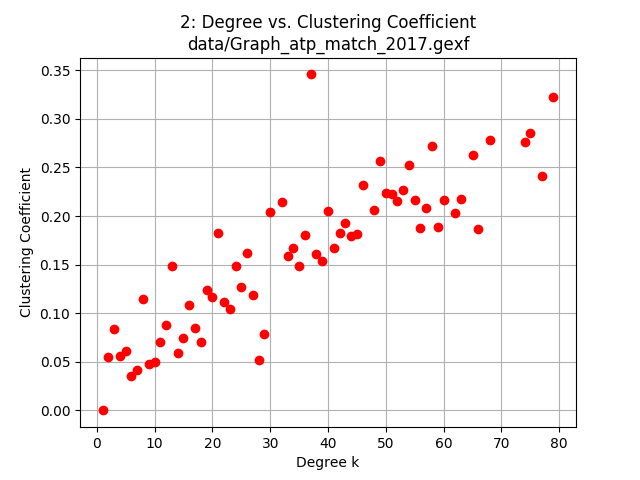 2: Degree vs. Clustering Coefficient
data/Graph_atp_match_2017.gexf
0.35
0.30
0.25
0.20
0.15
0.10
0.05
0.00
Clustering Coefficient
0 10 20 30 40 50 60 70 80
Degree k